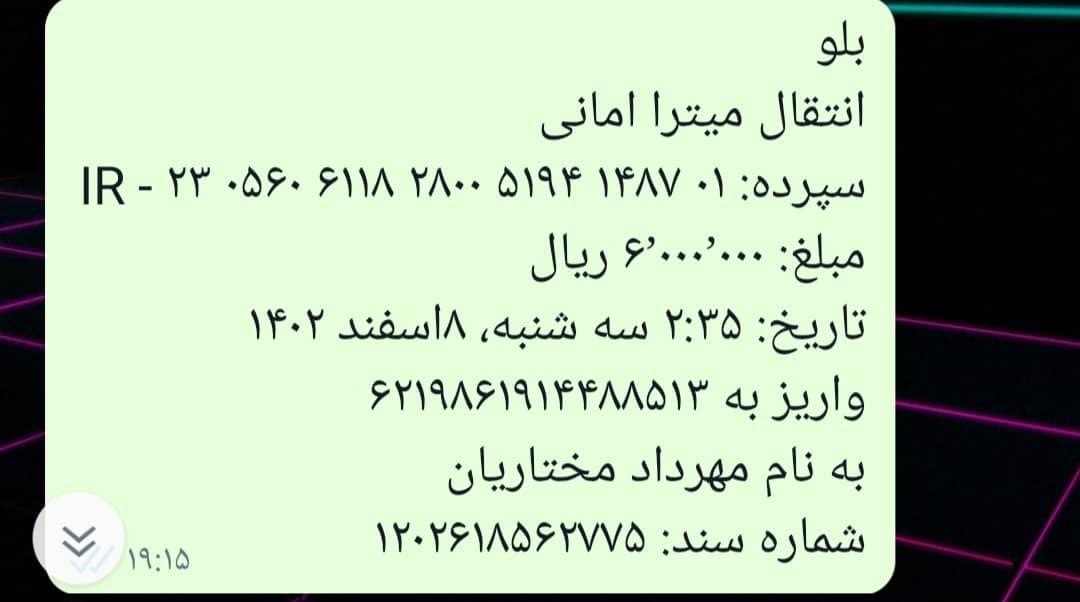 بلو
انتقال میترا امانی
سپرده: IR - ۲۳ ۰۵۶۰ ۶۱۱۸ ۲۸۰۰ ۵۱۹۴ ۱۴۸۷ ۰۱
مبلغ: ۶٬۰۰۰٬۰۰۰ ریال
تاریخ: ۲:۳۵ سه شنبه، ۸اسفند ۱۴۰۲
واریز به ۶۲۱۹۸۶۱۹۱۴۴۸۸۵۱۳
به نام مهرداد مختاریان
شماره سند: ۱۲۰۲۶۱۸۵۶۲۷۷۵
۱۹:۱۵